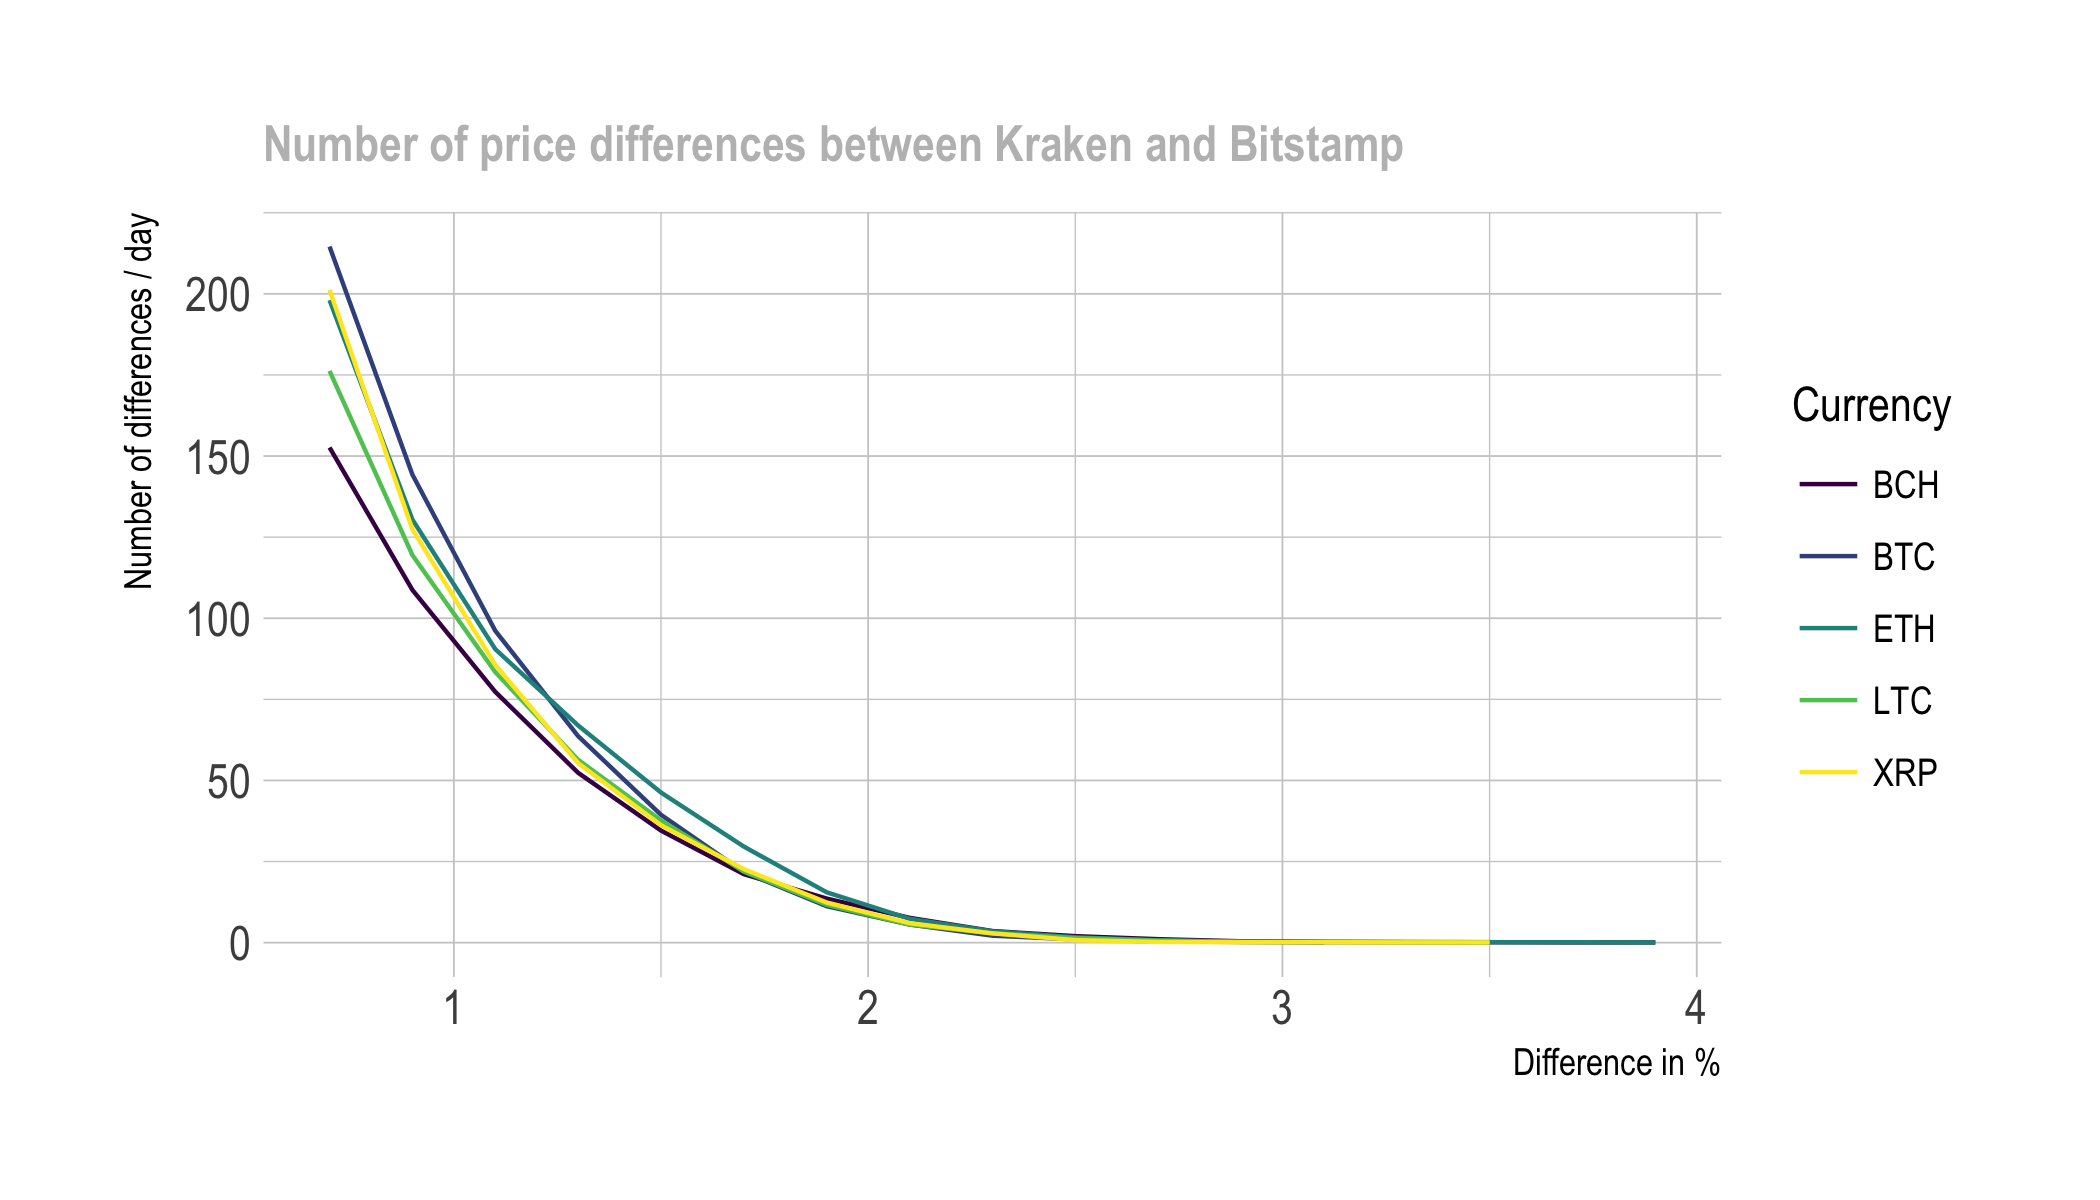 Number of price differences between Kraken and Bitstamp
Number of differences / day
200
150
100
50
0
1
2
3
4
Difference in %
Currency
BCH
BTC
ETH
LTC
XRP